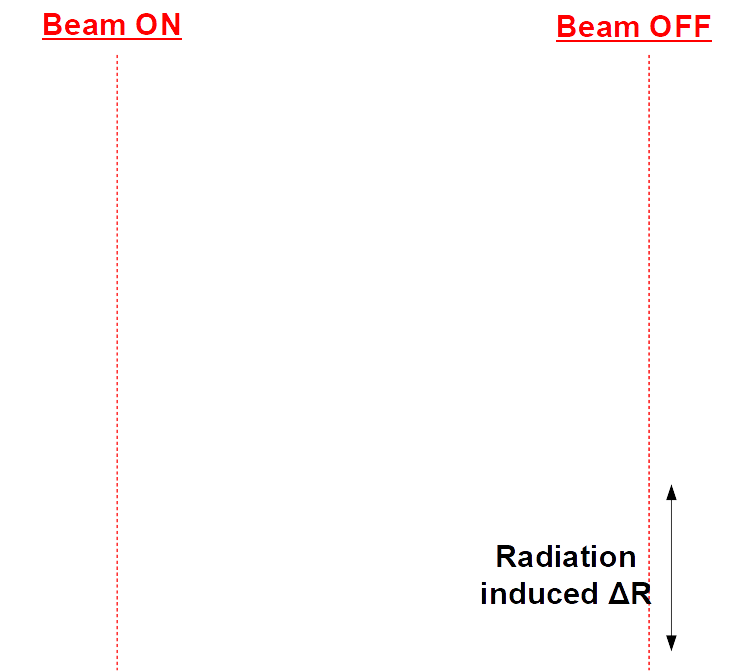 Beam ON
Beam OFF
Radiation
induced ΔR